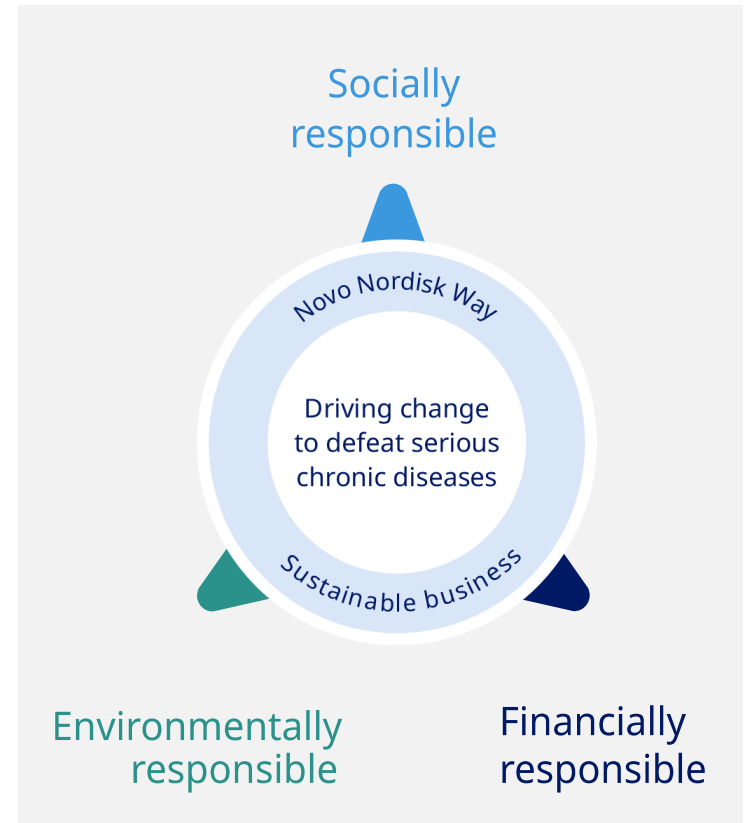 Socially
responsible
Novo Nordisk Way
Driving change
to defeat serious
chronic diseases
Sustainable business
Environmentally
responsible
Financially
responsible